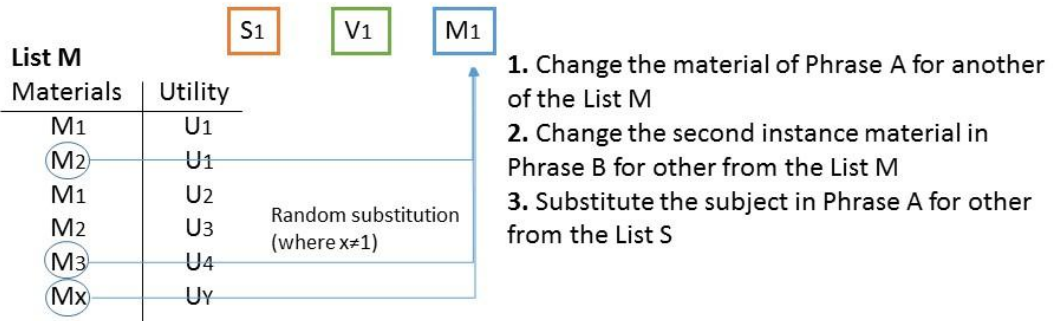 S1 V1 M1
List M
Materials Utility
M1 U1
M2 U1
M1 U2
M2 U3
M3 U4
Mx UY
Random substitution
(where x≠1)
1. Change the material of Phrase A for another
of the List M
2. Change the second instance material in
Phrase B for other from the List M
3. Substitute the subject in Phrase A for other
from the List S